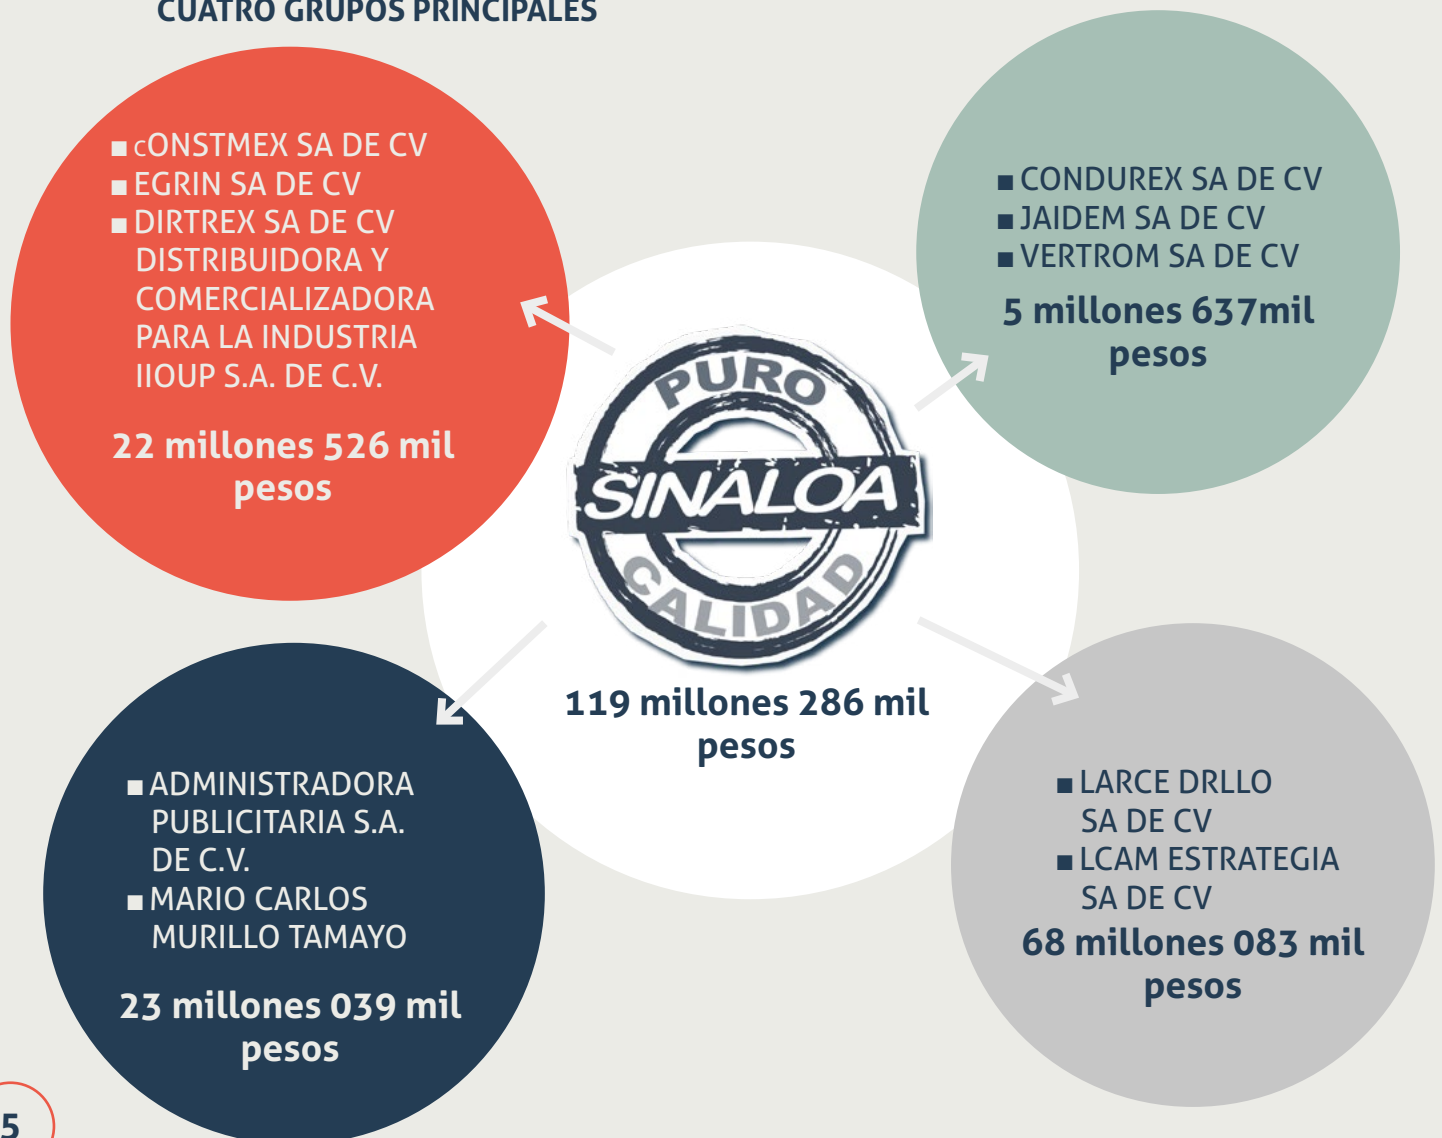 CUATRO GRUPOS PRINCIPALES
■ cONSTMEX SA DE CV
■ EGRIN SA DE CV
■ DIRTREX SA DE CV
DISTRIBUIDORA Y
COMERCIALIZADORA
PARA LA INDUSTRIA
IIOUP S.A. DE C.V.
22 millones 526 mil
pesos
■ CONDUREX SA DE CV
■ JAIDEM SA DE CV
■ VERTROM SA DE CV
5 millones 637mil
pesos
PURO
SINALOA
CALIDAD
119 millones 286 mil
pesos
■ ADMINISTRADORA
PUBLICITARIA S.A.
DE C.V.
■ MARIO CARLOS
MURILLO TAMAYO
23 millones 039 mil
pesos
■ LARCE DRLLO
SA DE CV
■ LCAM ESTRATEGIA
SA DE CV
68 millones 083 mil
pesos
5